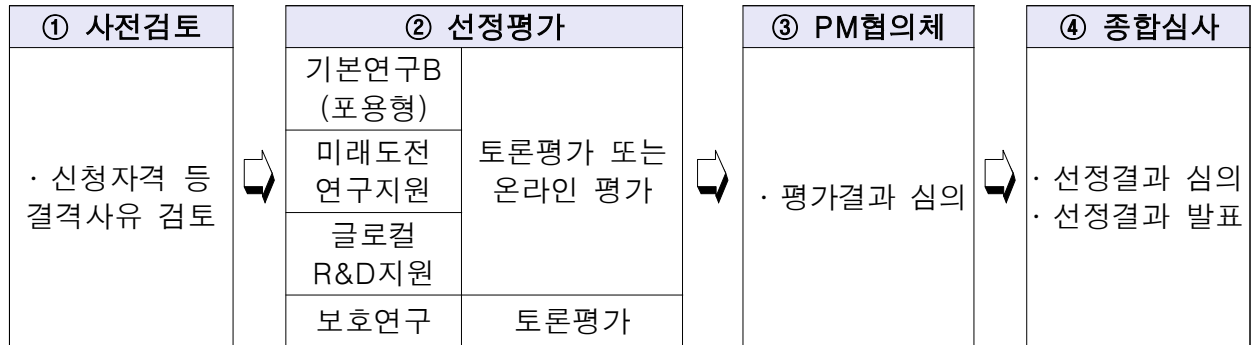 ① 사전검토
· 신청자격 등
결격사유 검토
② 선정평가
기본연구B
(포용형)
미래도전
연구지원
글로컬
R&D지원
토론평가 또는
온라인 평가
보호연구
토론평가
③ PM협의체
· 평가결과 심의
④ 종합심사
· 선정결과 심의
· 선정결과 발표